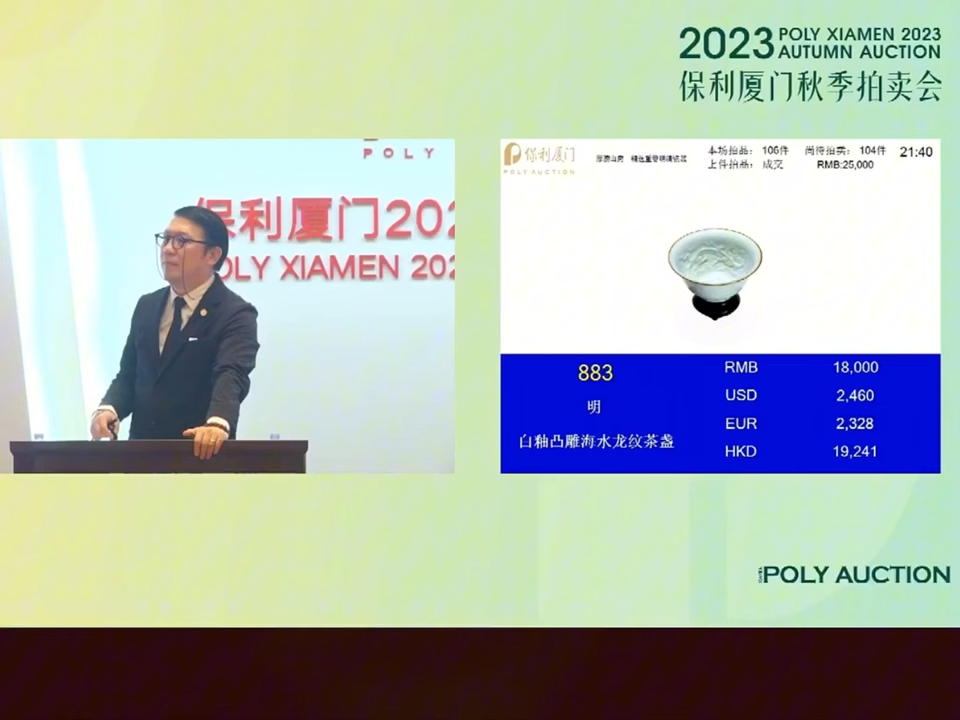 2023 POLY XIAMEN 2023
AUTUMN AUCTION
保利厦门秋季拍卖会
POLY
保利厦门202
POLY XIAMEN 202
保利厦门
POLY AUCTION
本场拍品: 106件 尚待拍卖: 104件 21:40
上件拍品: 成交 RMB:25,000
883
明
白釉凸雕海水龙纹茶盏
RMB 18,000
USD 2,460
EUR 2,328
HKD 19,241
POLY AUCTION